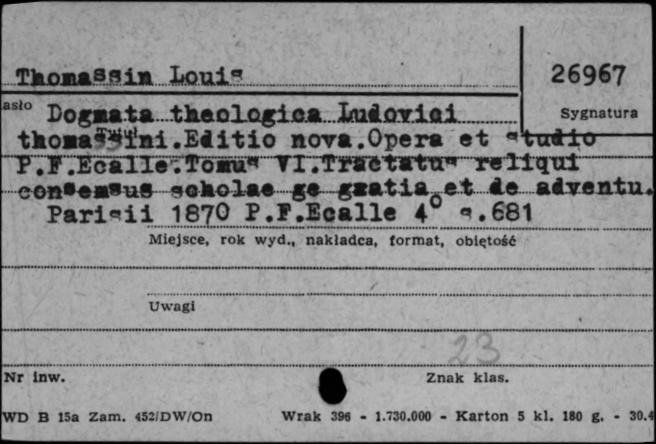 Thomassin Louis
26967
asło
Sygnatura
Dogmata theologica Ludovici
thomassini.Editio nova.Opera et studio
Tytuł
P.F.Ecalle.Tomus VI.Tractatus reliqui
consensus scholae ge gratia et de adventu.
Parisii 1870 P.F.Ecalle 4° s.681
Miejsce, rok wyd., nakładca, format, objętość
Uwagi
23
Nr inw.
Znak klas.
WD B 15a Zam. 452/DW/On
Wrak 396 - 1.730.000 - Karton 5 kl. 180 g. - 30.4